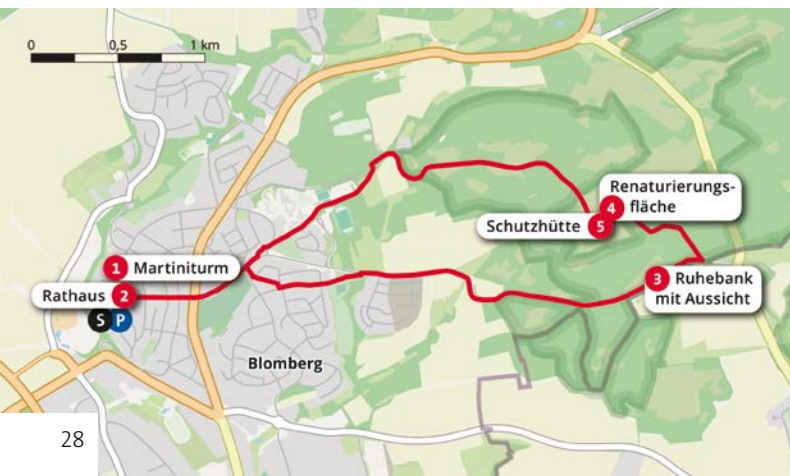 0 0,5 1 km
Renaturierungs-
4 fläche
Schutzhütte 5
1 Martiniturm
3 Ruhebank
mit Aussicht
Rathaus 2
S P
Blomberg
28